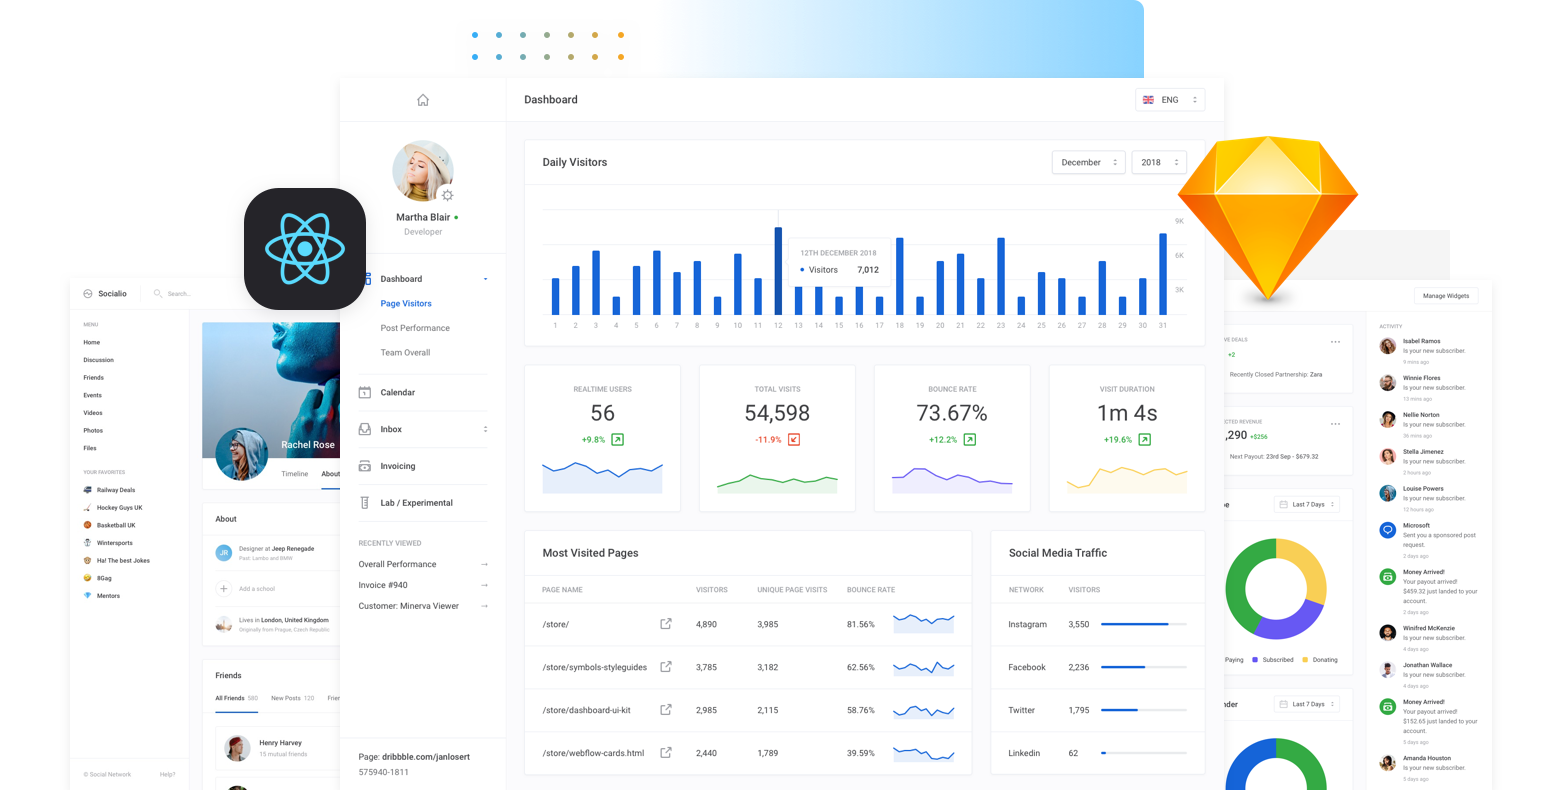 Dashboard
ENG
Martha Blair
Developer
Dashboard
Page Visitors
Post Performance
Team Overall
Calendar
Inbox
Invoicing
Lab / Experimental
RECENTLY VIEWED
Overall Performance
Invoice #940
Customer: Minerva Viewer
Page: dribbble.com/janlosert
575940-1811
Daily Visitors
December
2018
9K
6K
3K
12TH DECEMBER 2018
Visitors 7,012
1 2 3 4 5 6 7 8 9 10 11 12 13 14 15 16 17 18 19 20 21 22 23 24 25 26 27 28 29 30 31
REALTIME USERS
56
+9.8%
TOTAL VISITS
54,598
-11.9%
BOUNCE RATE
73.67%
+12.2%
VISIT DURATION
1m 4s
+19.6%
Most Visited Pages
PAGE NAME VISITORS UNIQUE PAGE VISITS BOUNCE RATE
/store/ 4,890 3,985 81.56%
/store/symbols-styleguides 3,785 3,182 62.56%
/store/dashboard-ui-kit 2,985 2,115 58.76%
/store/webflow-cards.html 2,440 1,789 39.59%
Social Media Traffic
NETWORK VISITORS
Instagram 3,550
Facebook 2,236
Twitter 1,795
Linkedin 62
Socialio
Search...
MENU
Home
Discussion
Friends
Events
Videos
Photos
Files
YOUR FAVORITES
Railway Deals
Hockey Guys UK
Basketball UK
Wintersports
Ha! The best Jokes
8Gag
Mentors
© Social Network Help?
Rachel Rose
Timeline About
About
JR
Designer at Jeep Renegade
Past: Lambo and BMW
Add a school
Lives in London, United Kingdom
Originally from Prague, Czech Republic
Friends
All Friends 580 New Posts 120
Henry Harvey
15 mutual friends
Manage Widgets
DEALS
+2
Recently Closed Partnership: Zara
REVENUE
,290 +$256
Next Payout: 23rd Sep - $679.32
Last 7 Days
Paying Subscribed Donating
Last 7 Days
ACTIVITY
Isabel Ramos
Is your new subscriber.
9 mins ago
Winnie Flores
Is your new subscriber.
13 mins ago
Nellie Norton
Is your new subscriber.
36 mins ago
Stella Jimenez
Is your new subscriber.
2 hours ago
Louise Powers
Is your new subscriber.
12 hours ago
Microsoft
Sent you a sponsored post
request.
2 days ago
Money Arrived!
Your payout arrived!
$459.32 just landed to your
account.
2 days ago
Winifred McKenzie
Is your new subscriber.
4 days ago
Jonathan Wallace
Is your new subscriber.
4 days ago
Money Arrived!
Your payout arrived!
$152.65 just landed to your
account.
5 days ago
Amanda Houston
Is your new subscriber.
5 days ago